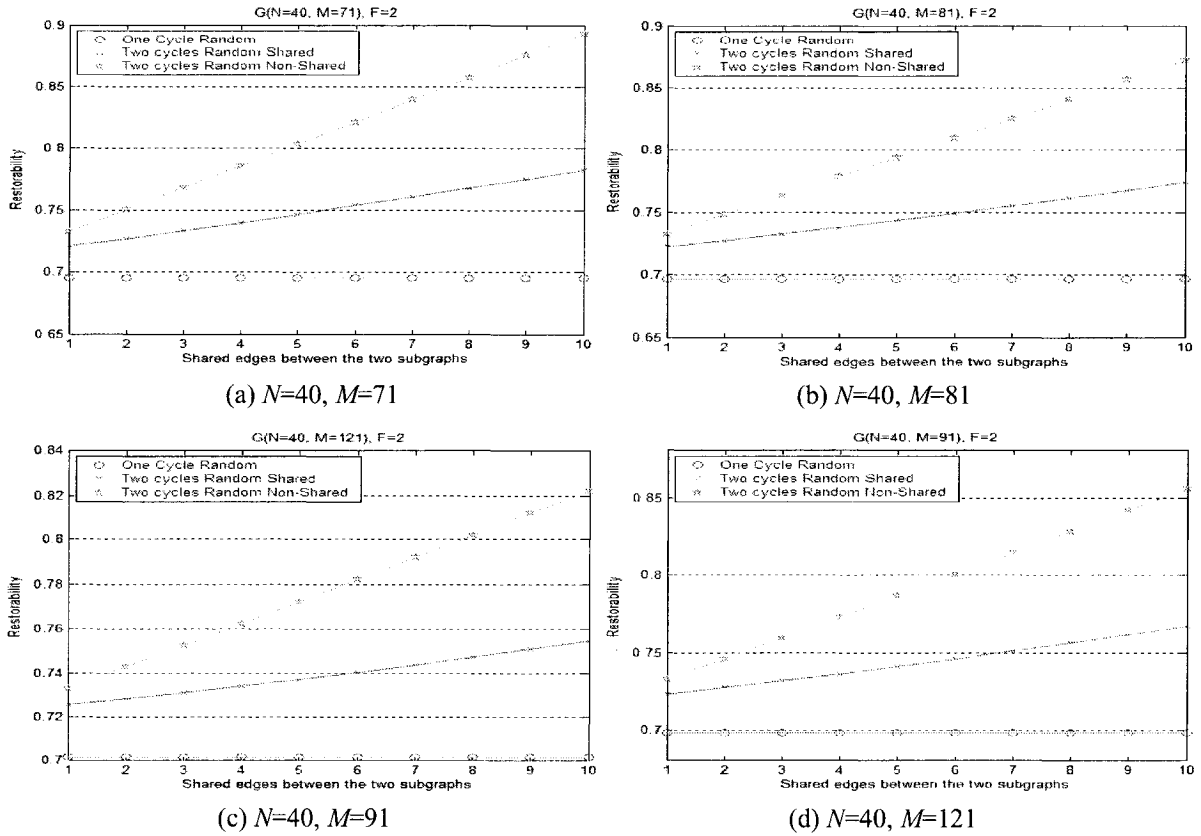 G(N=40, M=71), F=2
0.9
0.85
0.8
0.75
0.7
0.65
Restorability
One Cycle Random
Two cycles Random Shared
Two cycles Random Non-Shared
1 2 3 4 5 6 7 8 9 10
Shared edges between the two subgraphs
(a) N=40, M=71
G(N=40, M=81), F=2
0.9
0.85
0.8
0.75
0.7
0.65
Restorability
One Cycle Random
Two cycles Random Shared
Two cycles Random Non-Shared
1 2 3 4 5 6 7 8 9 10
Shared edges between the two subgraphs
(b) N=40, M=81
G(N=40, M=121), F=2
0.84
0.82
0.8
0.78
0.76
0.74
0.72
0.7
Restorability
One Cycle Random
Two cycles Random Shared
Two cycles Random Non-Shared
1 2 3 4 5 6 7 8 9 10
Shared edges between the two subgraphs
(c) N=40, M=91
G(N=40, M=91), F=2
0.85
0.8
0.75
0.7
Restorability
One Cycle Random
Two cycles Random Shared
Two cycles Random Non-Shared
1 2 3 4 5 6 7 8 9 10
Shared edges between the two subgraphs
(d) N=40, M=121